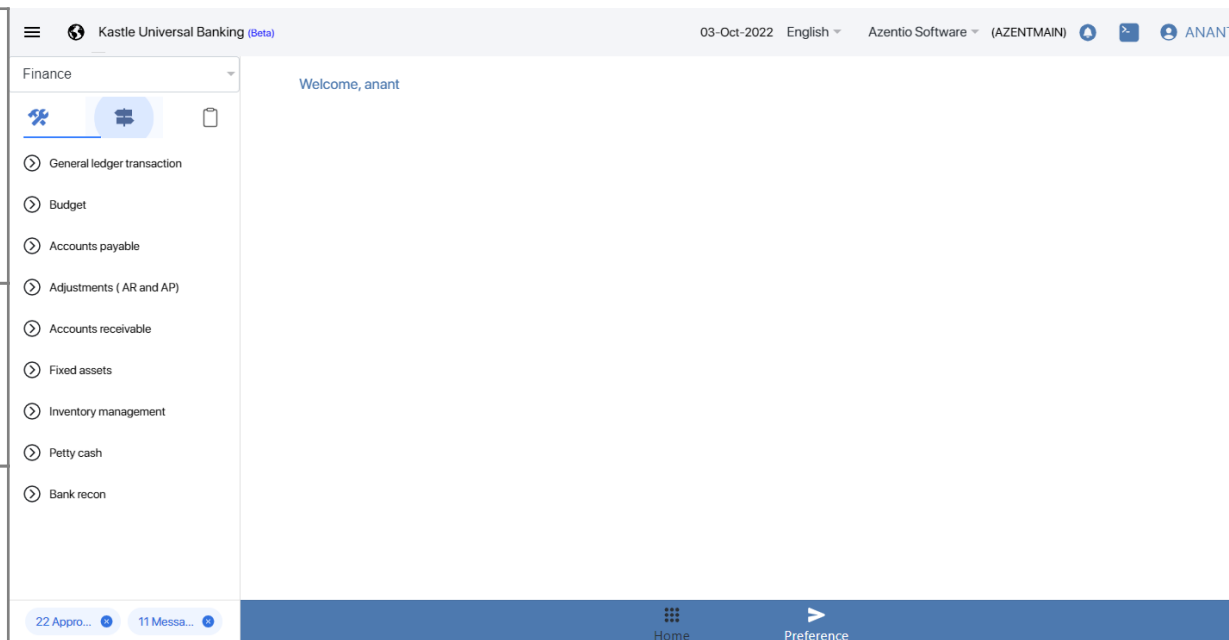 Kastle Universal Banking (Beta) 03-Oct-2022 English Azentio Software (AZENTMAIN) ANANT
Finance
Welcome, anant
General ledger transaction
Budget
Accounts payable
Adjustments ( AR and AP)
Accounts receivable
Fixed assets
Inventory management
Petty cash
Bank recon
22 Appro... 11 Messa...
Home Preference